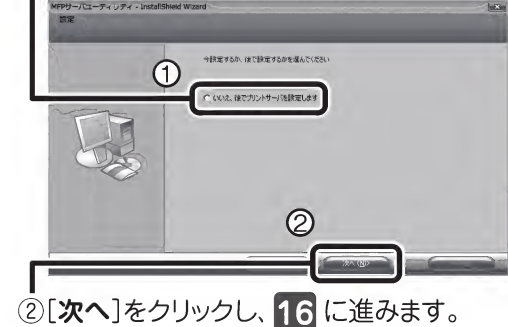 MFPサーバユーティリティ - InstallShield Wizard
設定
今設定するか、後で設定するかを選んでください
①
いいえ、後でプリントサーバを設定します
②
次へ(N)>
②[次へ]をクリックし、16 に進みます。